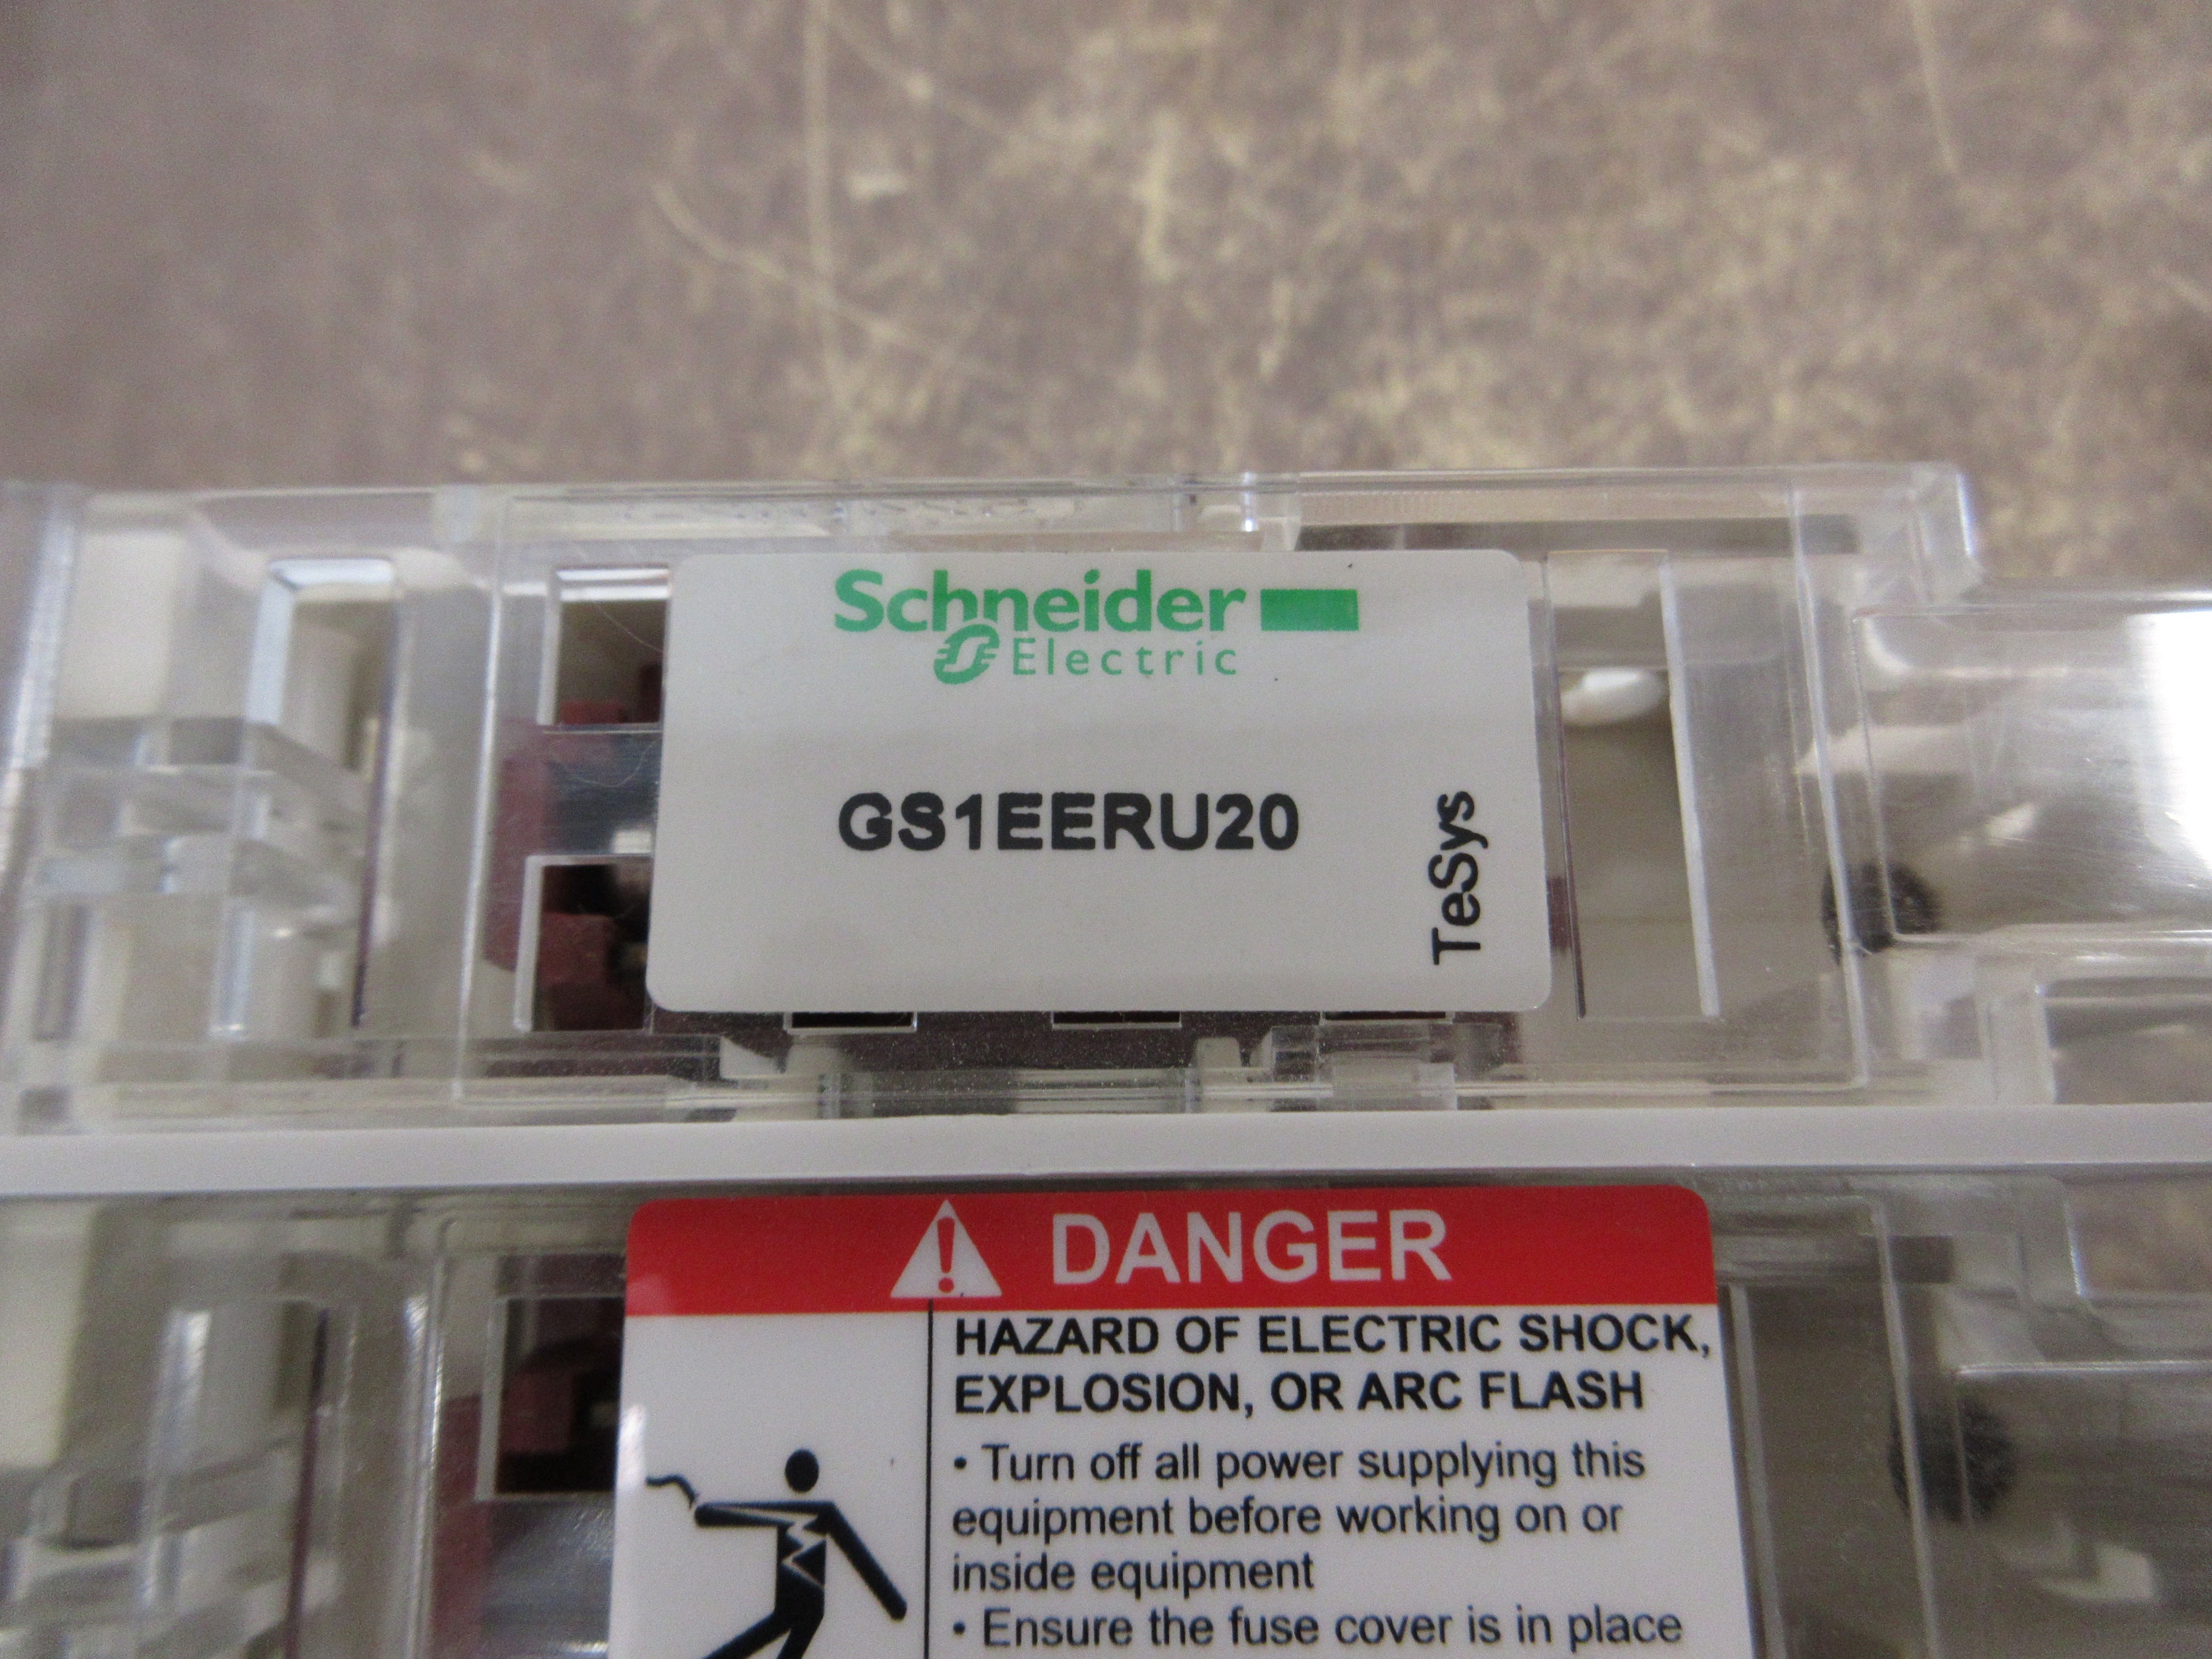 Schneider
Electric
GS1EERU20
TeSys
DANGER
HAZARD OF ELECTRIC SHOCK,
EXPLOSION, OR ARC FLASH
• Turn off all power supplying this
equipment before working on or
inside equipment
• Ensure the fuse cover is in place